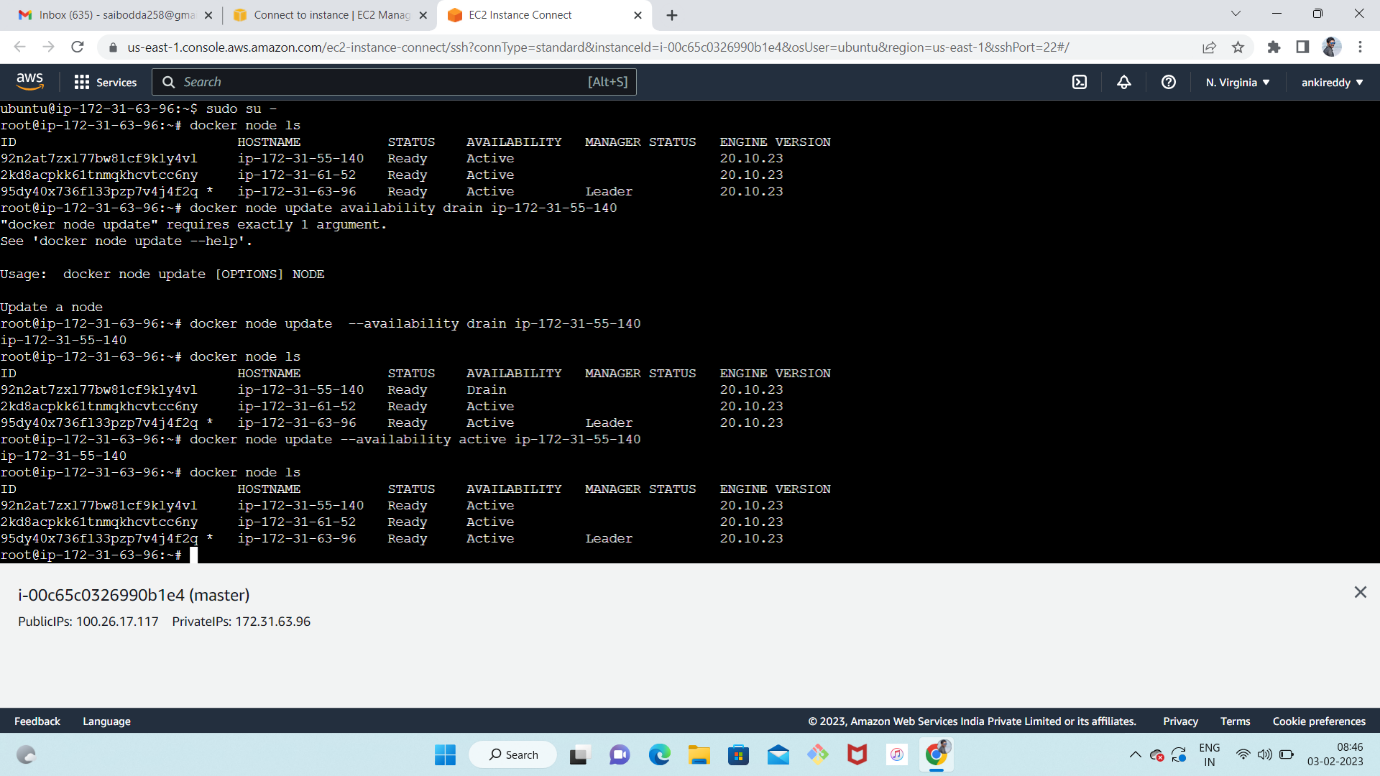 Inbox (635) - saibodda258@gma
Connect to instance | EC2 Manag
EC2 Instance Connect
us-east-1.console.aws.amazon.com/ec2-instance-connect/ssh?connType=standard&instanceId=i-00c65c0326990b1e4&osUser=ubuntu&region=us-east-1&sshPort=22#/
aws Services Search [Alt+S] N. Virginia ankireddy
ubuntu@ip-172-31-63-96:~$ sudo su -
root@ip-172-31-63-96:~# docker node ls
ID HOSTNAME STATUS AVAILABILITY MANAGER STATUS ENGINE VERSION
92n2at7zxl77bw81cf9kly4vl ip-172-31-55-140 Ready Active 20.10.23
2kd8acpkk61tnmqkhcvtcc6ny ip-172-31-61-52 Ready Active 20.10.23
95dy40x736fl33pzp7v4j4f2q * ip-172-31-63-96 Ready Active Leader 20.10.23
root@ip-172-31-63-96:~# docker node update availability drain ip-172-31-55-140
"docker node update" requires exactly 1 argument.
See 'docker node update --help'.
Usage:  docker node update [OPTIONS] NODE
Update a node
root@ip-172-31-63-96:~# docker node update  --availability drain ip-172-31-55-140
ip-172-31-55-140
root@ip-172-31-63-96:~# docker node ls
ID HOSTNAME STATUS AVAILABILITY MANAGER STATUS ENGINE VERSION
92n2at7zxl77bw81cf9kly4vl ip-172-31-55-140 Ready Drain 20.10.23
2kd8acpkk61tnmqkhcvtcc6ny ip-172-31-61-52 Ready Active 20.10.23
95dy40x736fl33pzp7v4j4f2q * ip-172-31-63-96 Ready Active Leader 20.10.23
root@ip-172-31-63-96:~# docker node update --availability active ip-172-31-55-140
ip-172-31-55-140
root@ip-172-31-63-96:~# docker node ls
ID HOSTNAME STATUS AVAILABILITY MANAGER STATUS ENGINE VERSION
92n2at7zxl77bw81cf9kly4vl ip-172-31-55-140 Ready Active 20.10.23
2kd8acpkk61tnmqkhcvtcc6ny ip-172-31-61-52 Ready Active 20.10.23
95dy40x736fl33pzp7v4j4f2q * ip-172-31-63-96 Ready Active Leader 20.10.23
root@ip-172-31-63-96:~#
i-00c65c0326990b1e4 (master)
PublicIPs: 100.26.17.117 PrivateIPs: 172.31.63.96
Feedback Language © 2023, Amazon Web Services India Private Limited or its affiliates. Privacy Terms Cookie preferences
Search
ENG
IN
08:46
03-02-2023